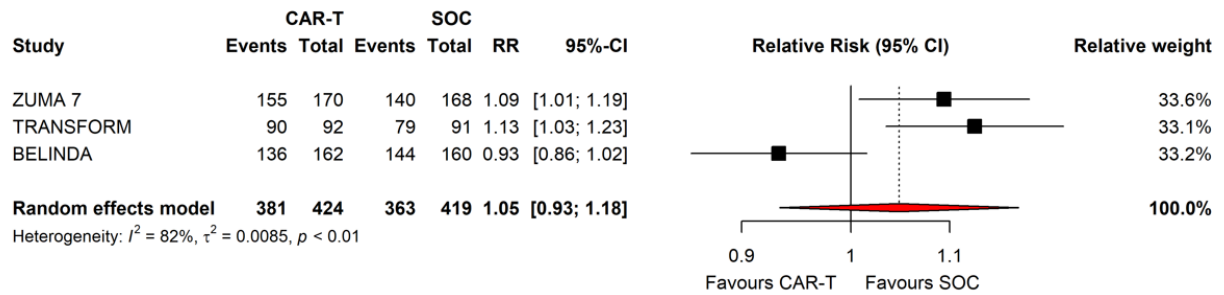 CAR-T SOC
Study Events Total Events Total RR 95%-CI Relative Risk (95% CI) Relative weight
ZUMA 7 155 170 140 168 1.09 [1.01; 1.19] 33.6%
TRANSFORM 90 92 79 91 1.13 [1.03; 1.23] 33.1%
BELINDA 136 162 144 160 0.93 [0.86; 1.02] 33.2%
Random effects model 381 424 363 419 1.05 [0.93; 1.18] 100.0%
Heterogeneity: I² = 82%, τ² = 0.0085, p < 0.01
0.9 1 1.1
Favours CAR-T Favours SOC